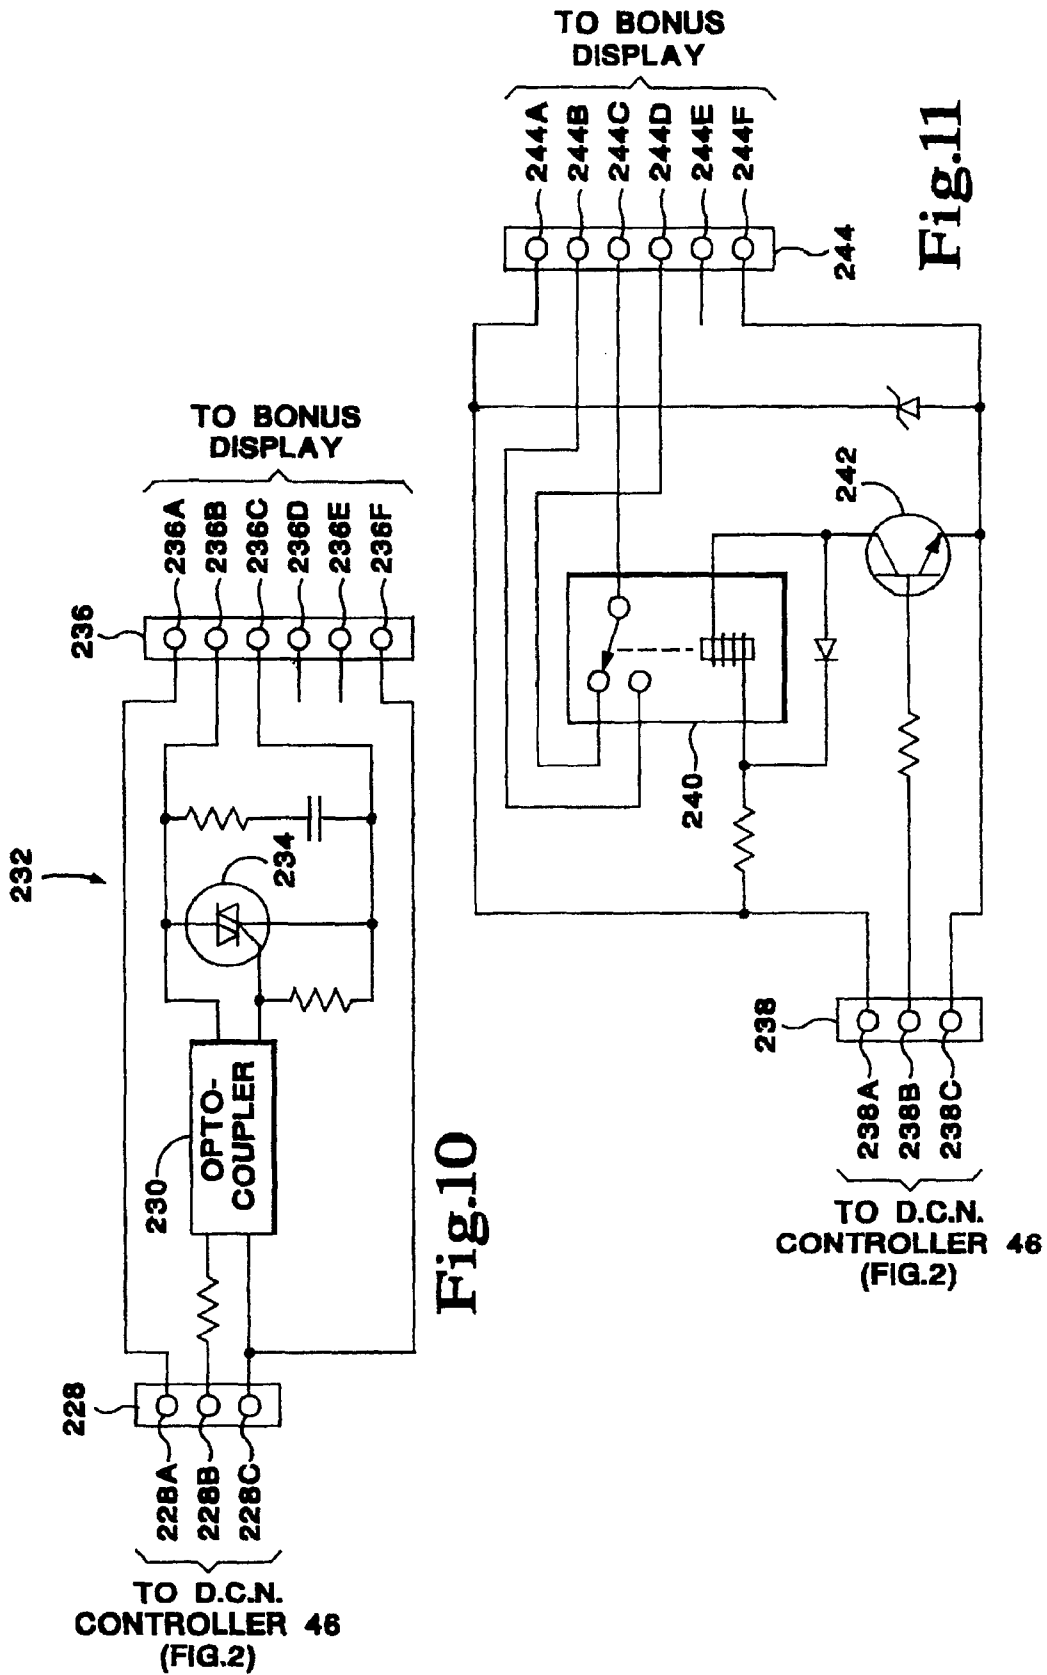 232
TO D.C.N.
CONTROLLER 46
(FIG.2)
228A
228B
228C
228
230
OPTO-
COUPLER
234
236
236A
236B
236C
236D
236E
236F
TO BONUS
DISPLAY
Fig.10
TO D.C.N.
CONTROLLER 46
(FIG.2)
238A
238B
238C
238
240
242
244A
244B
244C
244D
244E
244F
244
TO BONUS
DISPLAY
Fig.11